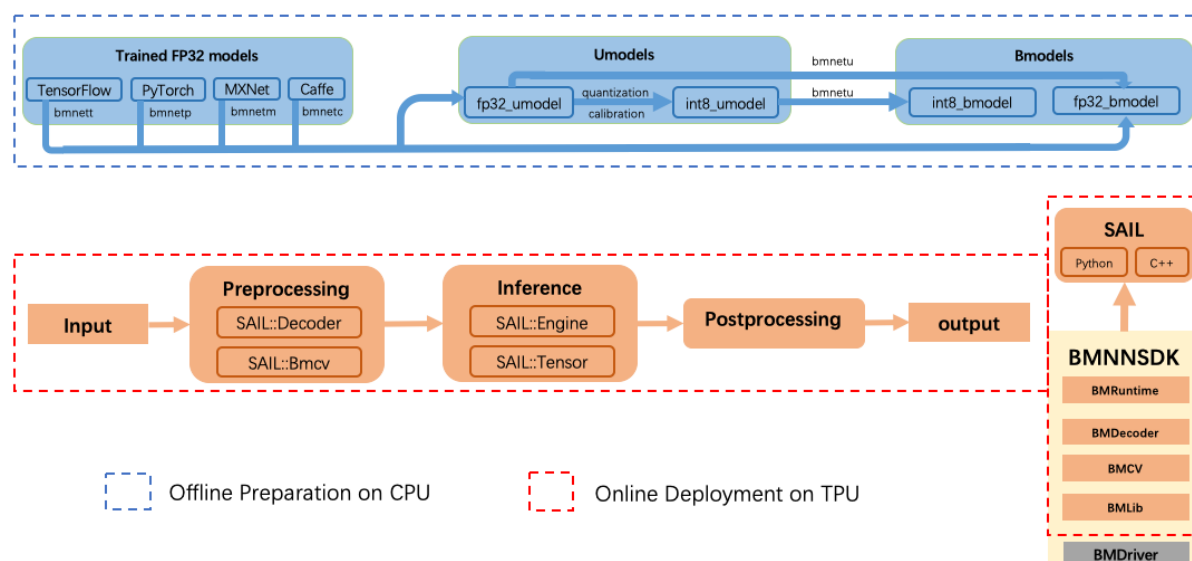 Trained FP32 models
TensorFlow
PyTorch
MXNet
Caffe
bmnett
bmnetp
bmnetm
bmnetc
Umodels
fp32_umodel
quantization
calibration
int8_umodel
bmnetu
bmnetu
Bmodels
int8_bmodel
fp32_bmodel
SAIL
Python
C++
Input
Preprocessing
SAIL::Decoder
SAIL::Bmcv
Inference
SAIL::Engine
SAIL::Tensor
Postprocessing
output
BMNNSDK
BMRuntime
BMDecoder
BMCV
BMLib
BMDriver
Offline Preparation on CPU
Online Deployment on TPU